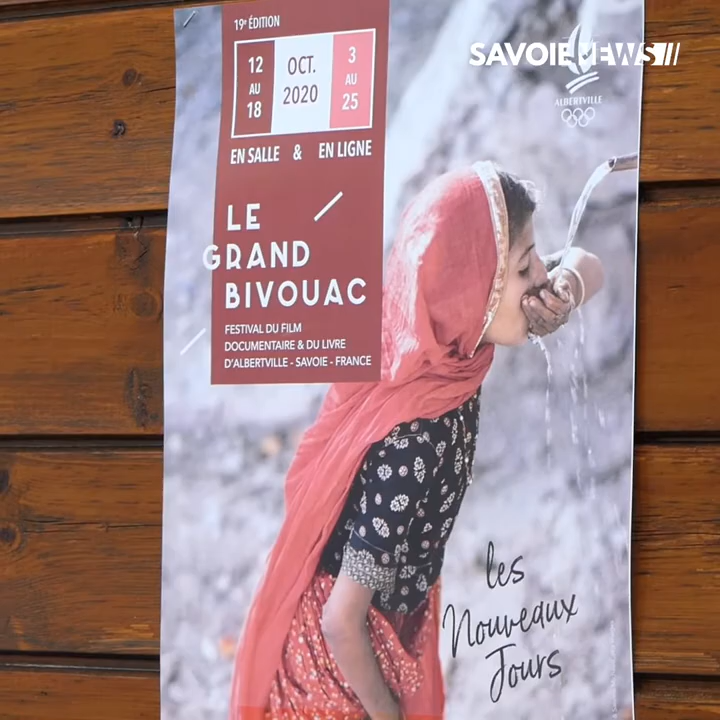 19e ÉDITION
12 AU 18
OCT. 2020
3 AU 25
EN SALLE & EN LIGNE
LE
GRAND
BIVOUAC
FESTIVAL DU FILM
DOCUMENTAIRE & DU LIVRE
D'ALBERTVILLE - SAVOIE - FRANCE
SAVOIE NEWS
ALBERTVILLE
les
Nouveaux
Jours